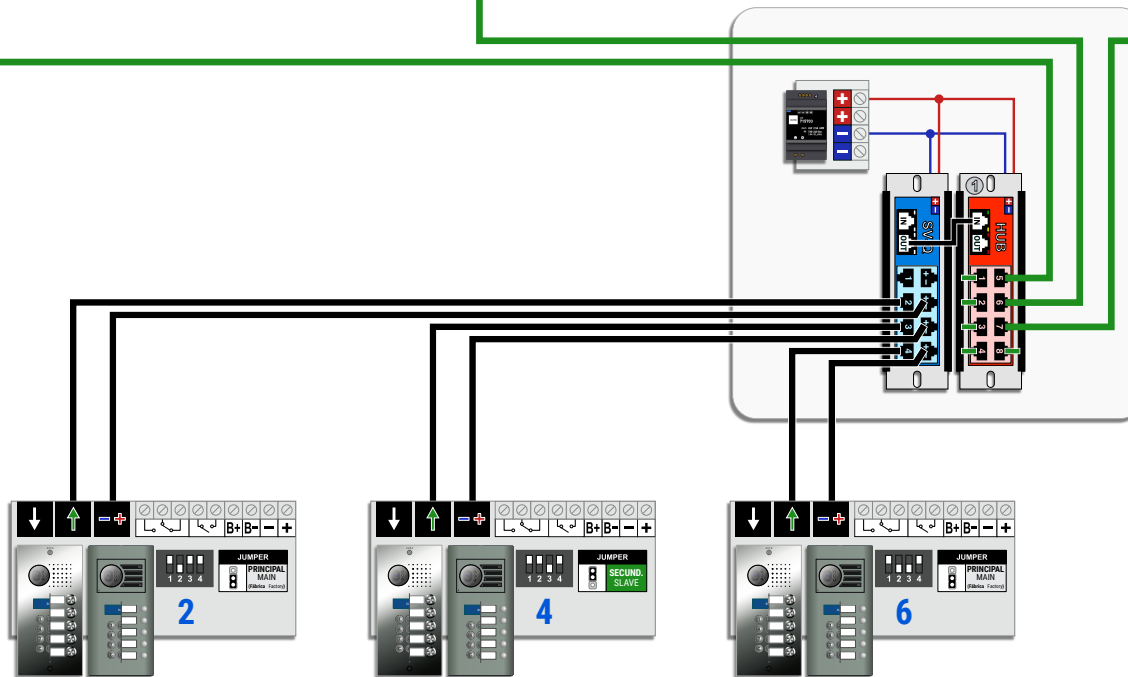 +
+
−
−
+
−
IN
OUT
SV-Q
1
2
3
4
1
+
−
IN
OUT
HUB
1
5
2
6
3
7
4
8
− +
B+ B− − +
1 2 3 4
JUMPER
PRINCIPAL
MAIN
(Fábrica Factory)
2
− +
B+ B− − +
1 2 3 4
JUMPER
SECUND.
SLAVE
4
− +
B+ B− − +
1 2 3 4
JUMPER
PRINCIPAL
MAIN
(Fábrica Factory)
6